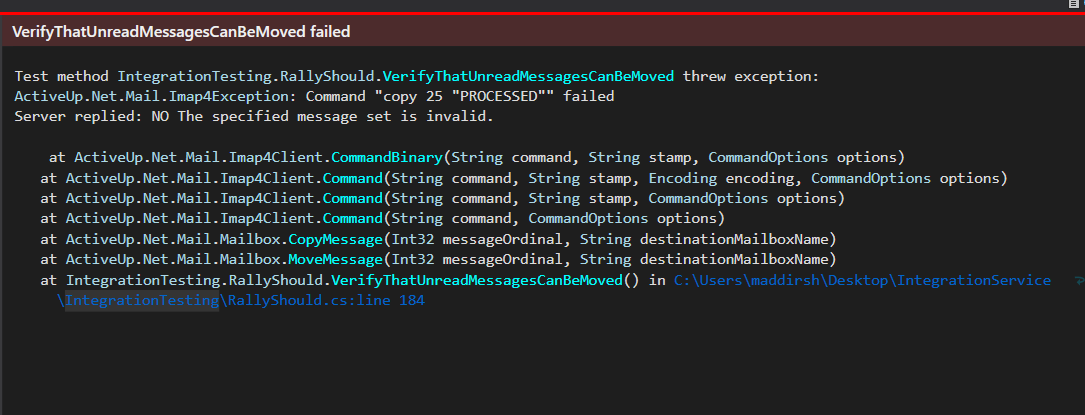 VerifyThatUnreadMessagesCanBeMoved failed
Test method IntegrationTesting.RallyShould.VerifyThatUnreadMessagesCanBeMoved threw exception:
ActiveUp.Net.Mail.Imap4Exception: Command "copy 25 "PROCESSED"" failed
Server replied: NO The specified message set is invalid.
at ActiveUp.Net.Mail.Imap4Client.CommandBinary(String command, String stamp, CommandOptions options)
at ActiveUp.Net.Mail.Imap4Client.Command(String command, String stamp, Encoding encoding, CommandOptions options)
at ActiveUp.Net.Mail.Imap4Client.Command(String command, String stamp, CommandOptions options)
at ActiveUp.Net.Mail.Imap4Client.Command(String command, CommandOptions options)
at ActiveUp.Net.Mail.Mailbox.CopyMessage(Int32 messageOrdinal, String destinationMailboxName)
at ActiveUp.Net.Mail.Mailbox.MoveMessage(Int32 messageOrdinal, String destinationMailboxName)
at IntegrationTesting.RallyShould.VerifyThatUnreadMessagesCanBeMoved() in C:\Users\maddirsh\Desktop\IntegrationService
\IntegrationTesting\RallyShould.cs:line 184